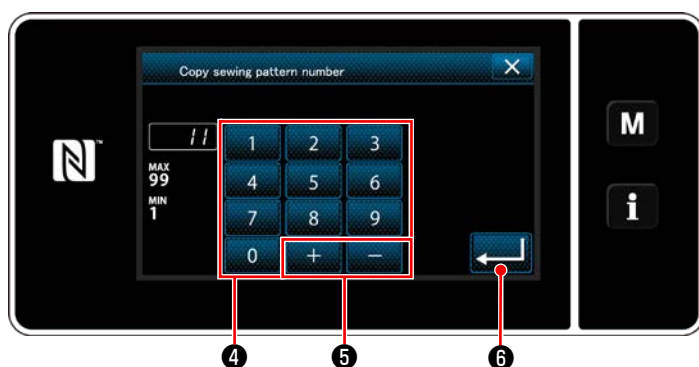 Copy sewing pattern number
11
MAX
99
MIN
1
1 2 3
4 5 6
7 8 9
0 + −
M
i
N™
❹ ❺ ❻